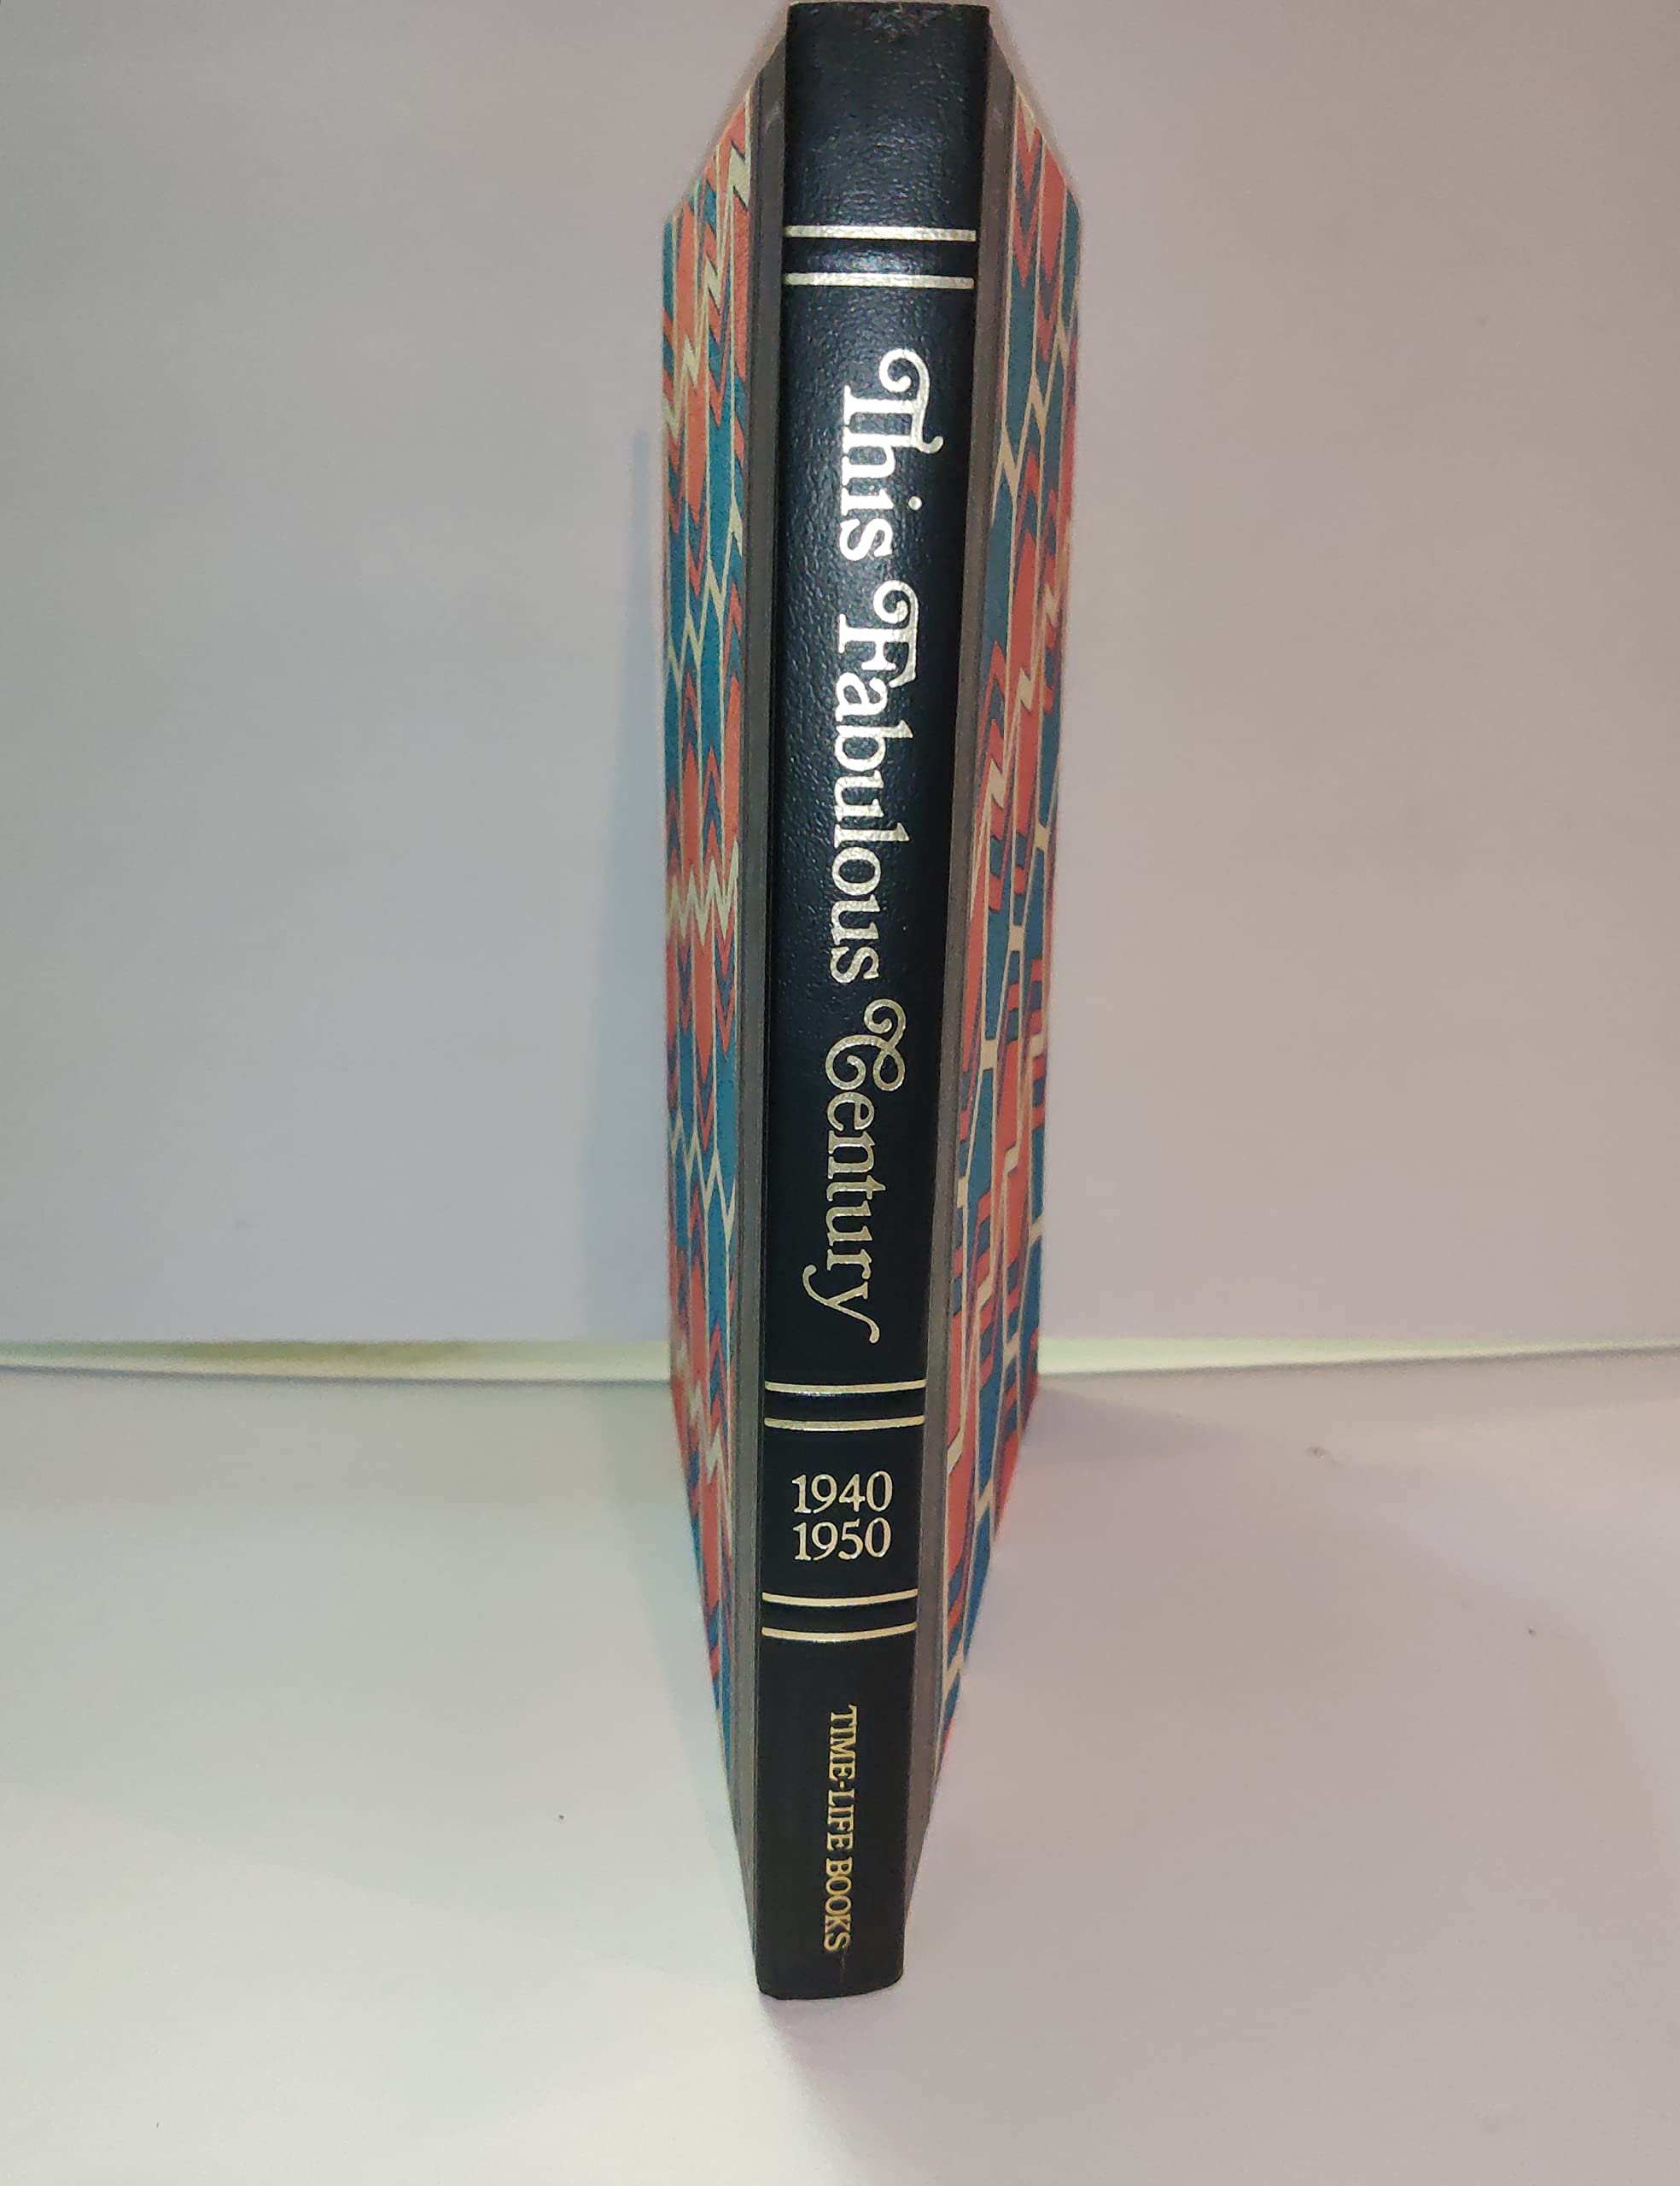 This Fabulous Century
1940
1950
TIME-LIFE BOOKS